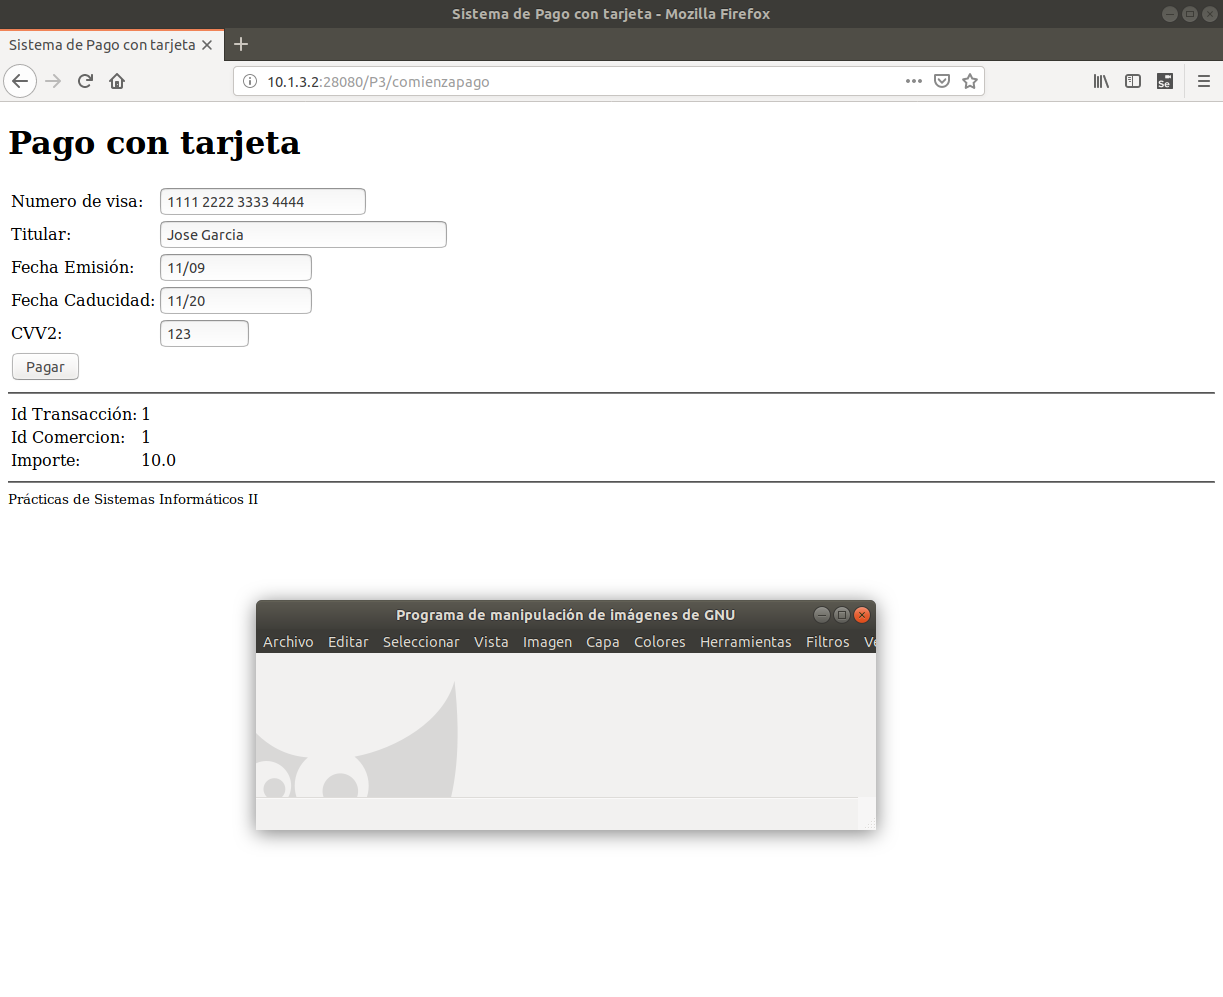 Sistema de Pago con tarjeta - Mozilla Firefox
Sistema de Pago con tarjeta
10.1.3.2:28080/P3/comienzapago
Se
Pago con tarjeta
Numero de visa: 1111 2222 3333 4444
Titular: Jose Garcia
Fecha Emisión: 11/09
Fecha Caducidad: 11/20
CVV2: 123
Pagar
Id Transacción: 1
Id Comercion: 1
Importe: 10.0
Prácticas de Sistemas Informáticos II
Programa de manipulación de imágenes de GNU
Archivo Editar Seleccionar Vista Imagen Capa Colores Herramientas Filtros